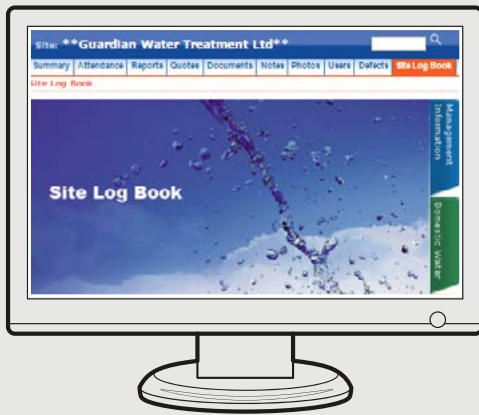 Site: **Guardian Water Treatment Ltd**
Summary Attendance Reports Quotes Documents Notes Photos Users Defects Site Log Book
Site Log Book
Site Log Book
Management
Information
Domestic Water